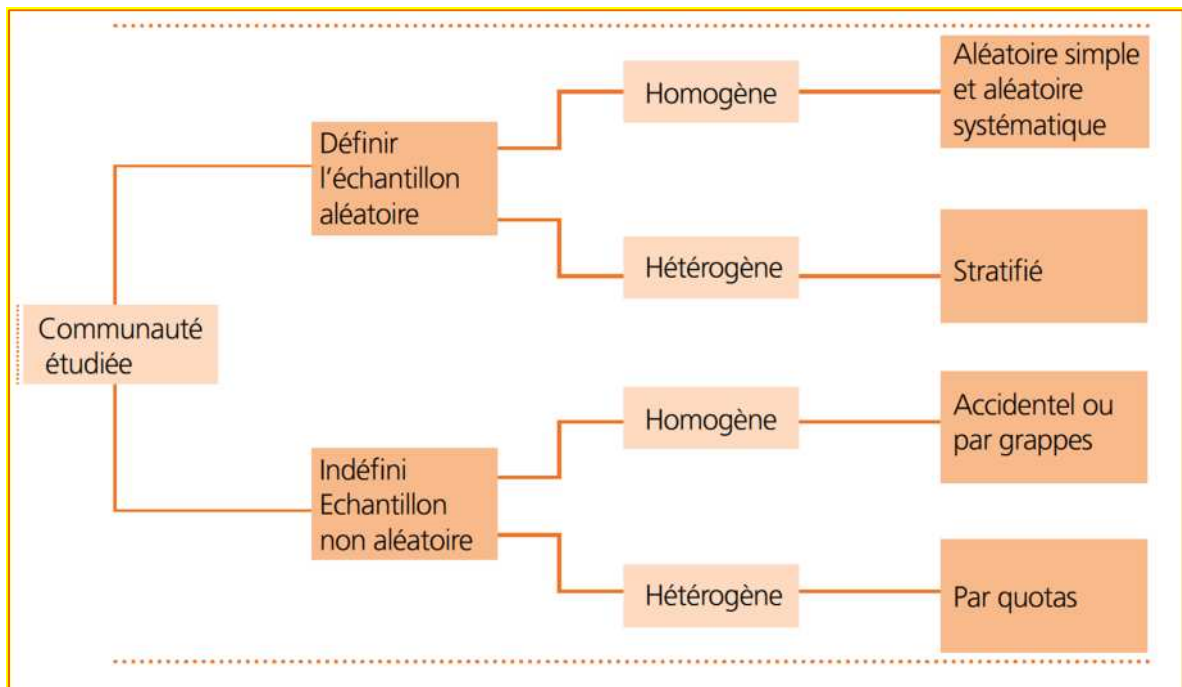 Communauté
étudiée
Définir
l'échantillon
aléatoire
Homogène
Aléatoire simple
et aléatoire
systématique
Hétérogène
Stratifié
Indéfini
Echantillon
non aléatoire
Homogène
Accidentel ou
par grappes
Hétérogène
Par quotas